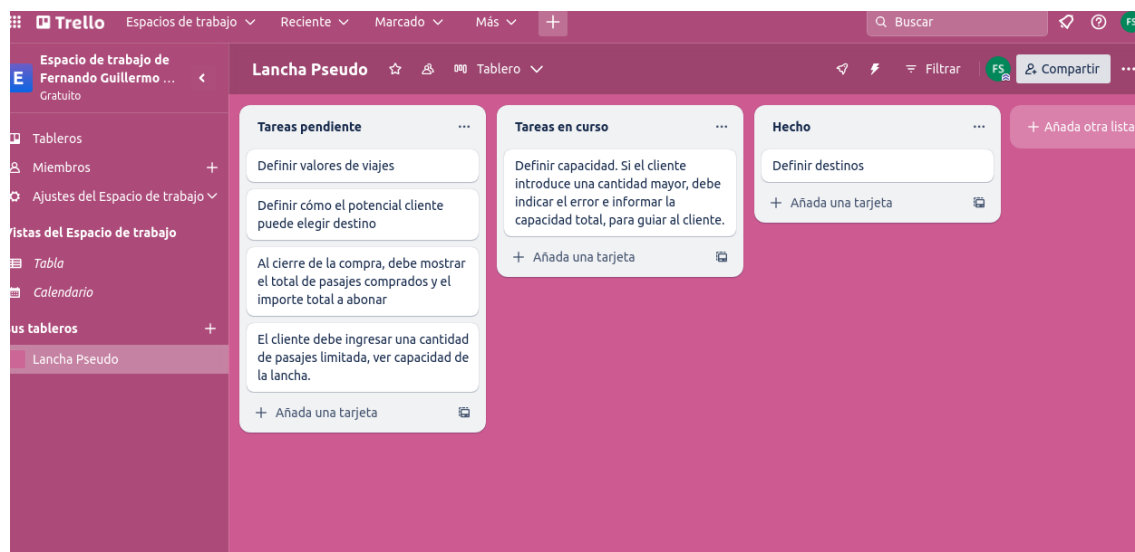 Trello Espacios de trabajo Reciente Marcado Más + Buscar FS
E
Espacio de trabajo de
Fernando Guillermo ...
Gratuito
Lancha Pseudo Tablero Filtrar FS Compartir ...
Tableros
Miembros +
Ajustes del Espacio de trabajo
Vistas del Espacio de trabajo
Tabla
Calendario
us tableros +
Lancha Pseudo
Tareas pendiente ...
Definir valores de viajes
Definir cómo el potencial cliente
puede elegir destino
Al cierre de la compra, debe mostrar
el total de pasajes comprados y el
importe total a abonar
El cliente debe ingresar una cantidad
de pasajes limitada, ver capacidad de
la lancha.
+ Añada una tarjeta
Tareas en curso ...
Definir capacidad. Si el cliente
introduce una cantidad mayor, debe
indicar el error e informar la
capacidad total, para guiar al cliente.
+ Añada una tarjeta
Hecho ...
Definir destinos
+ Añada una tarjeta
+ Añada otra lista